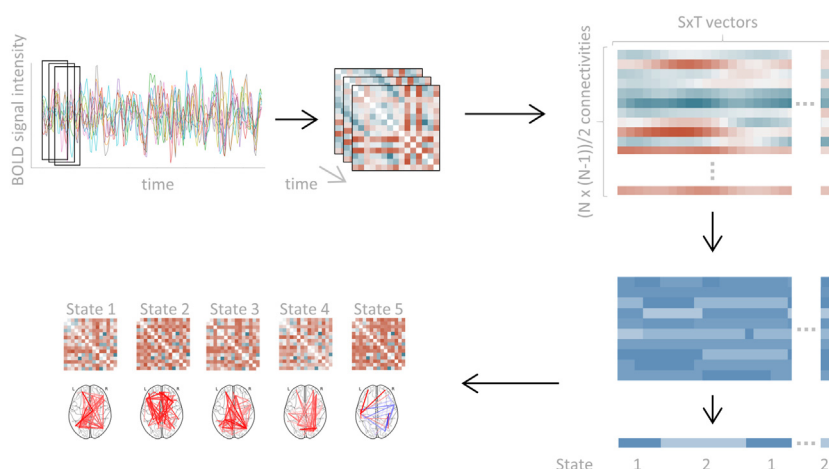 SxT vectors
BOLD signal intensity
time
time
(N x (N-1))/2 connectivities
State 1 State 2 State 3 State 4 State 5
L R L R L R L R L R
State 1 2 1 2